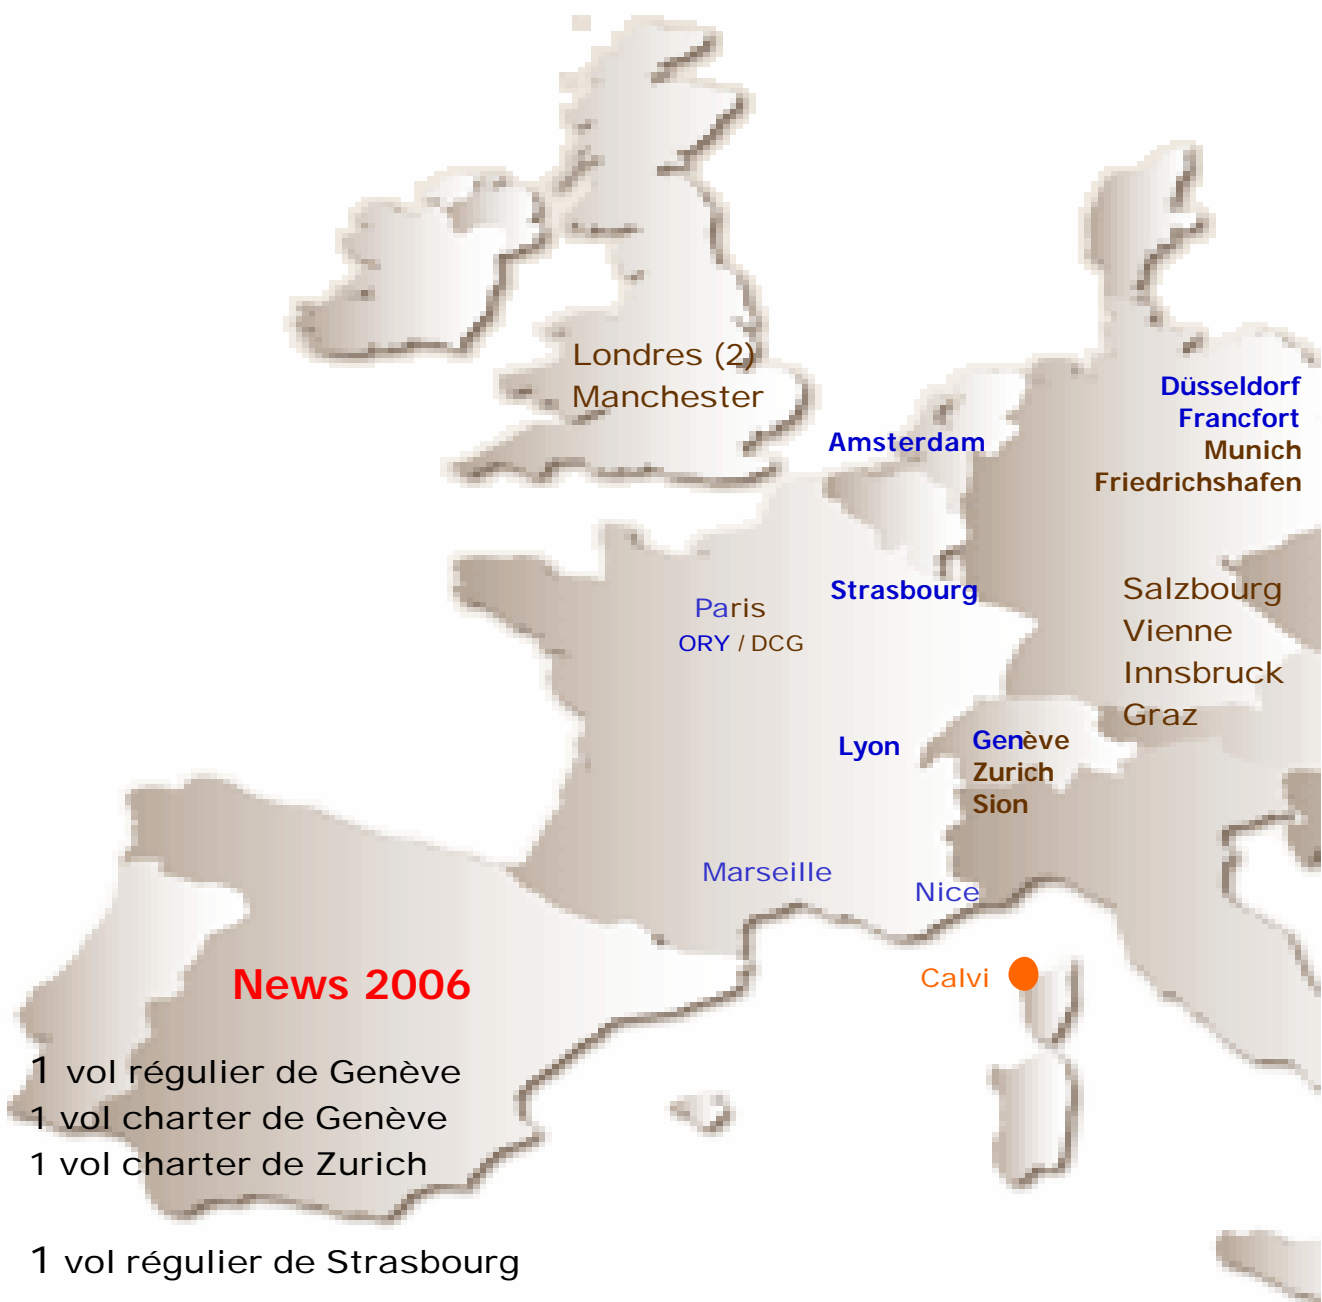 Londres (2)
Manchester
Düsseldorf
Francfort
Munich
Friedrichshafen
Amsterdam
Strasbourg
Paris
ORY / DCG
Salzbourg
Vienne
Innsbruck
Graz
Lyon
Genève
Zurich
Sion
Marseille
Nice
Calvi
News 2006
1 vol régulier de Genève
1 vol charter de Genève
1 vol charter de Zurich
1 vol régulier de Strasbourg